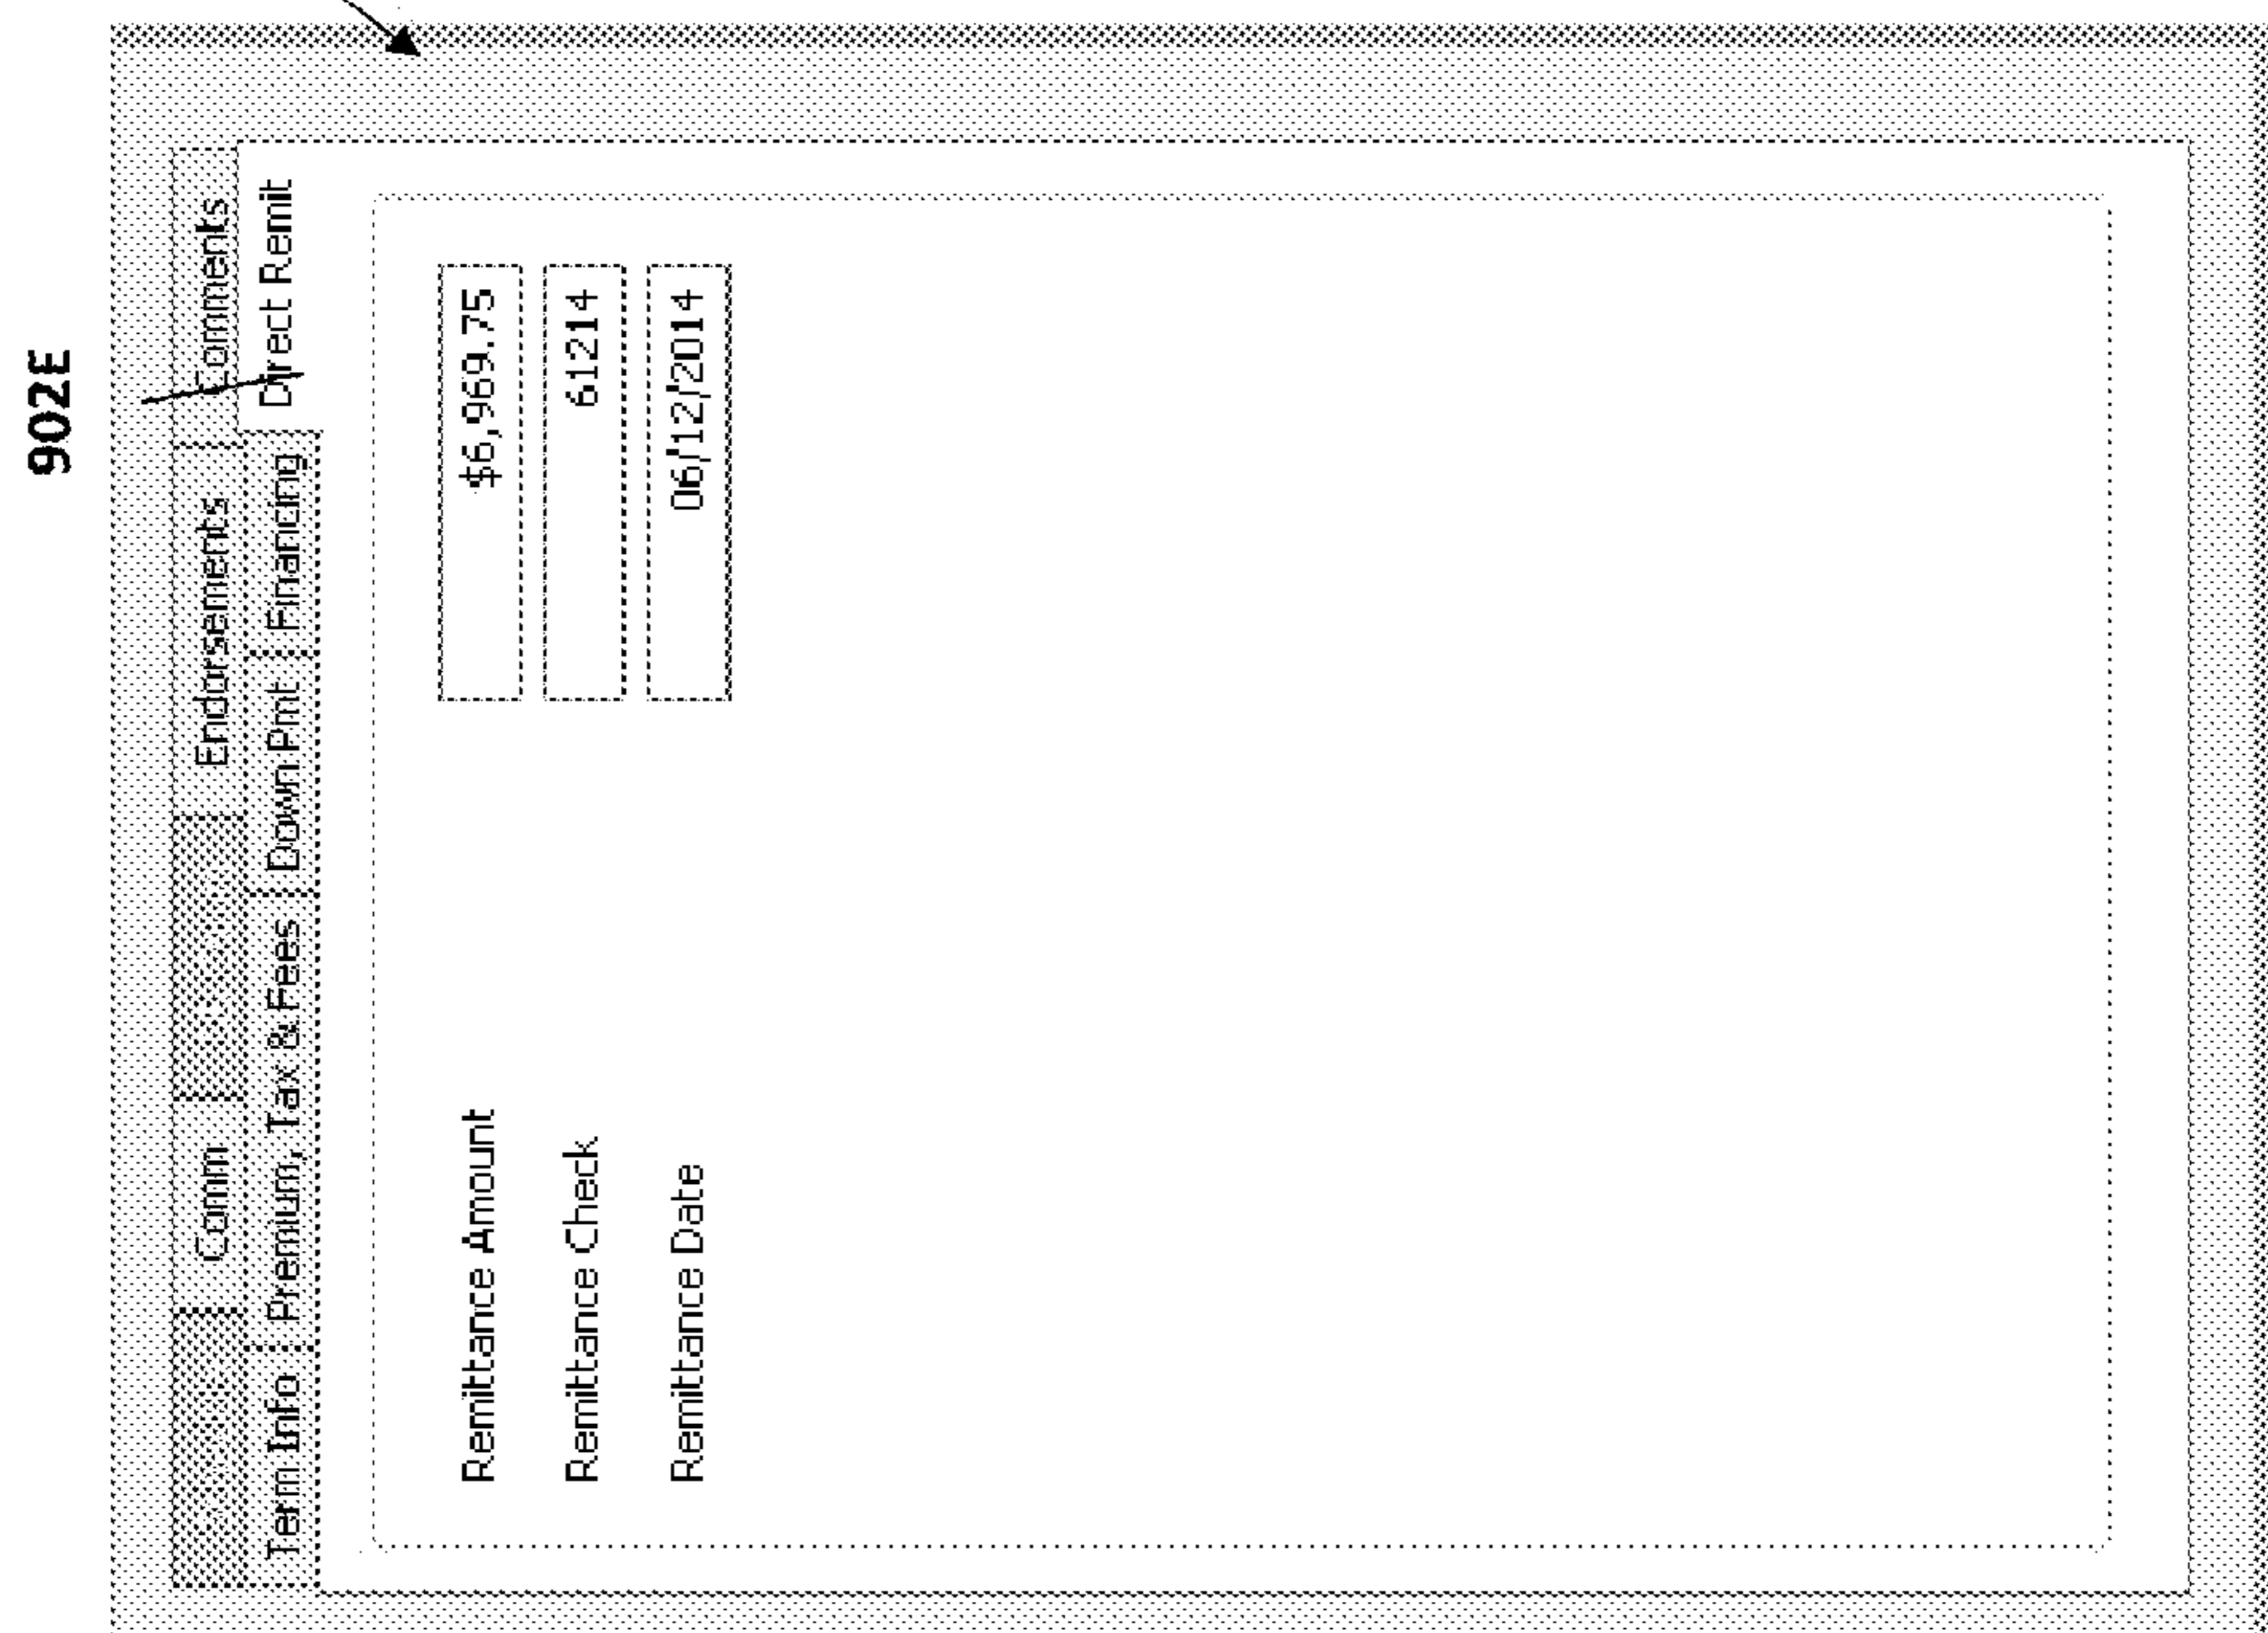 902E
Comm Endorsements Comments
Term Info Premium, Tax & Fees Down Pmt Financing Direct Remit
Remittance Amount $6,969.75
Remittance Check 61214
Remittance Date 06/12/2014